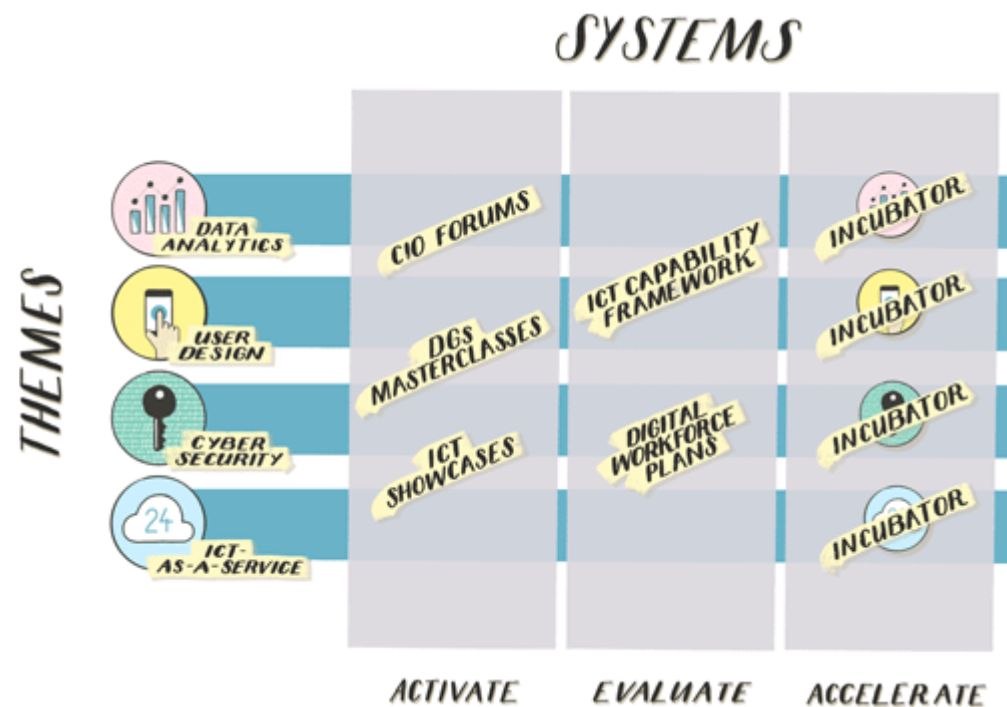 SYSTEMS
THEMES
DATA
ANALYTICS
CIO FORUMS
ICT CAPABILITY
FRAMEWORK
INCUBATOR
USER
DESIGN
DGS
MASTERCLASSES
INCUBATOR
CYBER
SECURITY
ICT
SHOWCASES
DIGITAL
WORKFORCE
PLANS
INCUBATOR
24
ICT-
AS-A-SERVICE
INCUBATOR
ACTIVATE
EVALUATE
ACCELERATE